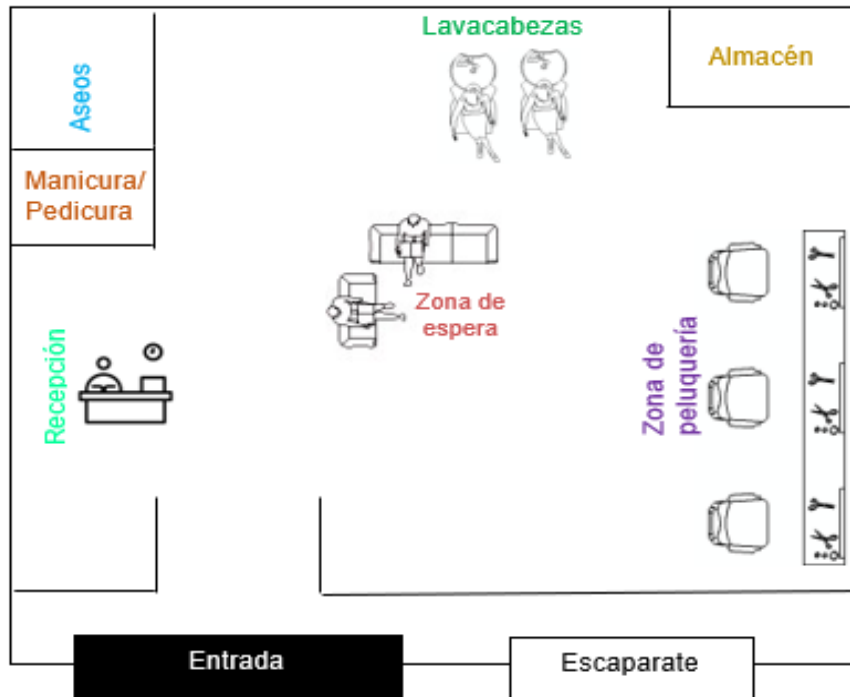 Lavacabezas
Almacén
Aseos
Manicura/
Pedicura
Zona de
espera
Recepción
Zona de
peluquería
Entrada
Escaparate